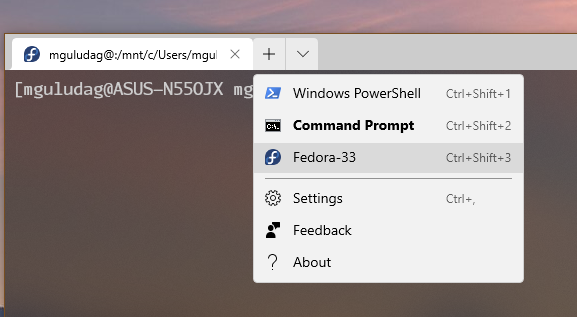 mguludag@:/mnt/c/Users/mgul
[mguludag@ASUS-N550JX mg
Windows PowerShell Ctrl+Shift+1
Command Prompt Ctrl+Shift+2
Fedora-33 Ctrl+Shift+3
Settings Ctrl+,
Feedback
About